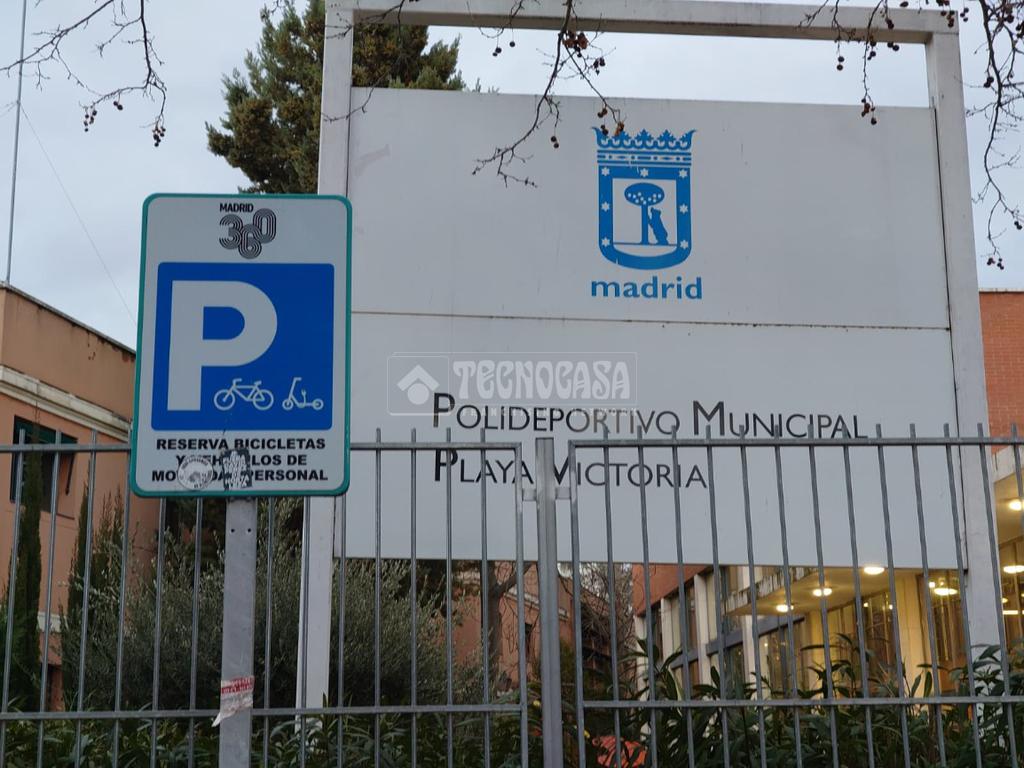 MADRID
360
P
RESERVA BICICLETAS
Y VEHÍCULOS DE
MOVILIDAD PERSONAL
madrid
TECNOCASA
POLIDEPORTIVO MUNICIPAL
PLAYA VICTORIA